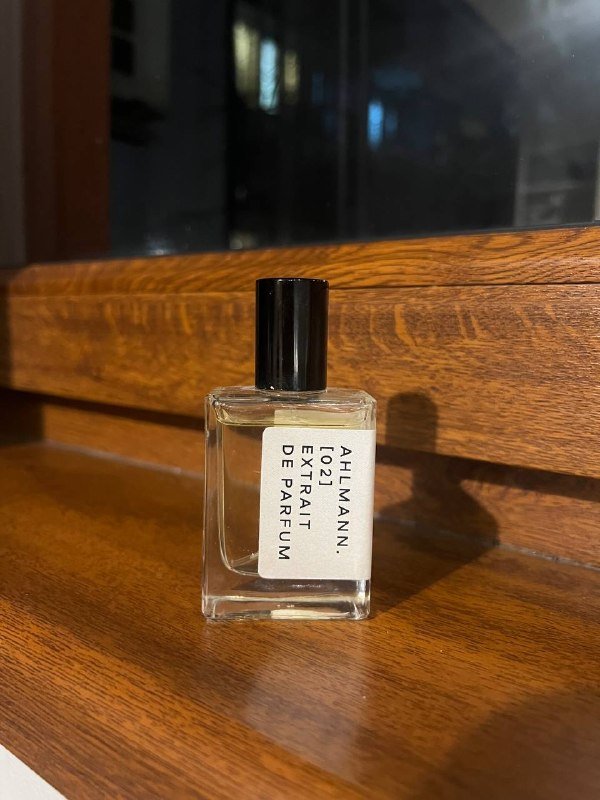 AHLMANN.
[02]
EXTRAIT
DE PARFUM